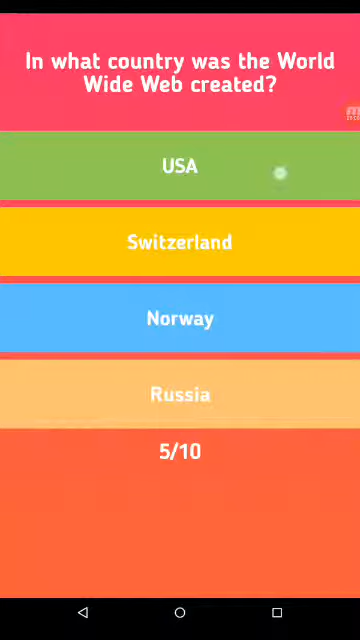 In what country was the World
Wide Web created?
USA
Switzerland
Norway
Russia
5/10